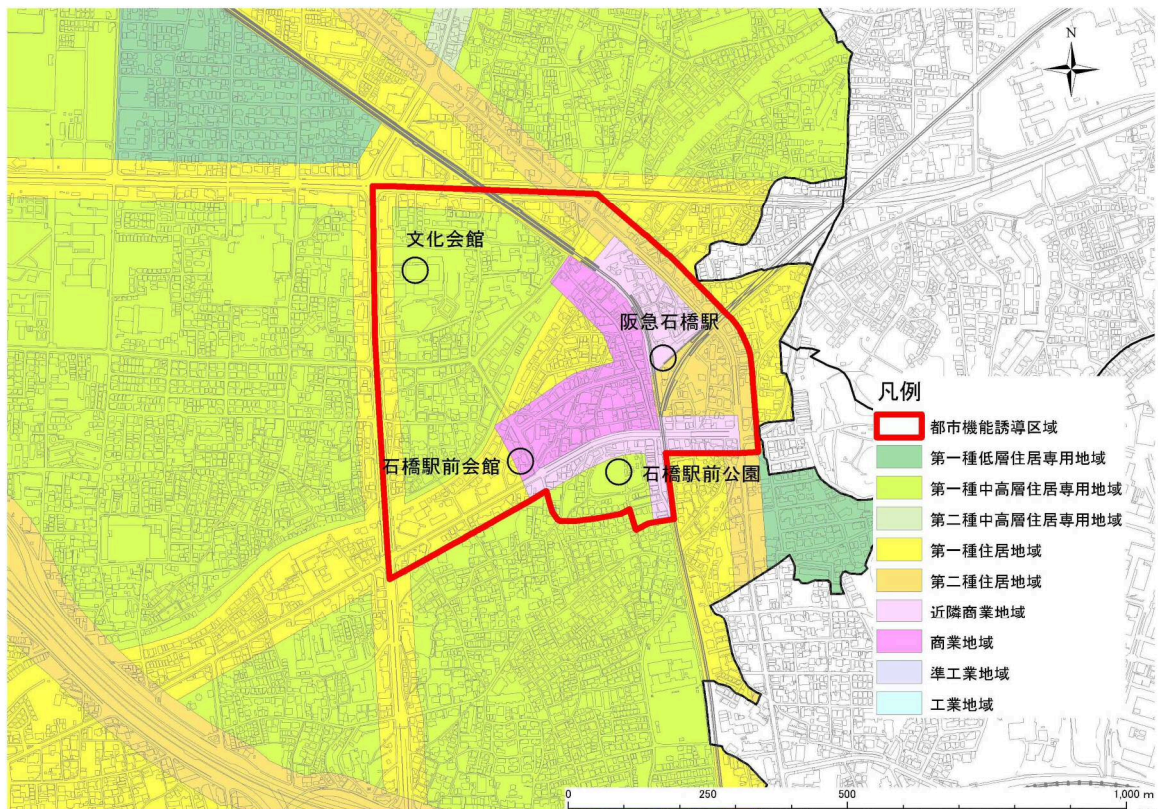 N
文化会館
阪急石橋駅
石橋駅前会館
石橋駅前公園
凡例
都市機能誘導区域
第一種低層住居専用地域
第一種中高層住居専用地域
第二種中高層住居専用地域
第一種住居地域
第二種住居地域
近隣商業地域
商業地域
準工業地域
工業地域
0 250 500 1,000 m